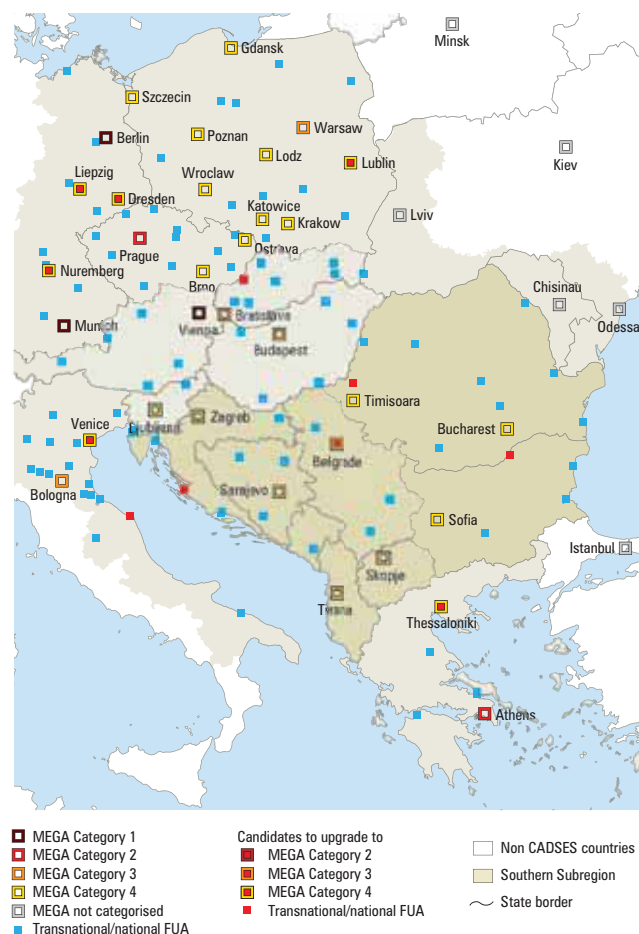 Minsk
Gdansk
Szczecin
Berlin
Poznan
Warsaw
Kiev
Lodz
Lublin
Liepzig
Wroclaw
Dresden
Katowice
Lviv
Krakow
Prague
Ostrava
Nuremberg
Brno
Chisinau
Odessa
Munich
Vienna
Bratislava
Budapest
Timisoara
Ljubljana
Zagreb
Venice
Bucharest
Belgrade
Bologna
Sarajevo
Sofia
Istanbul
Skopje
Tirana
Thessaloniki
Athens
MEGA Category 1
MEGA Category 2
MEGA Category 3
MEGA Category 4
MEGA not categorised
Transnational/national FUA
Candidates to upgrade to
MEGA Category 2
MEGA Category 3
MEGA Category 4
Transnational/national FUA
Non CADSES countries
Southern Subregion
State border